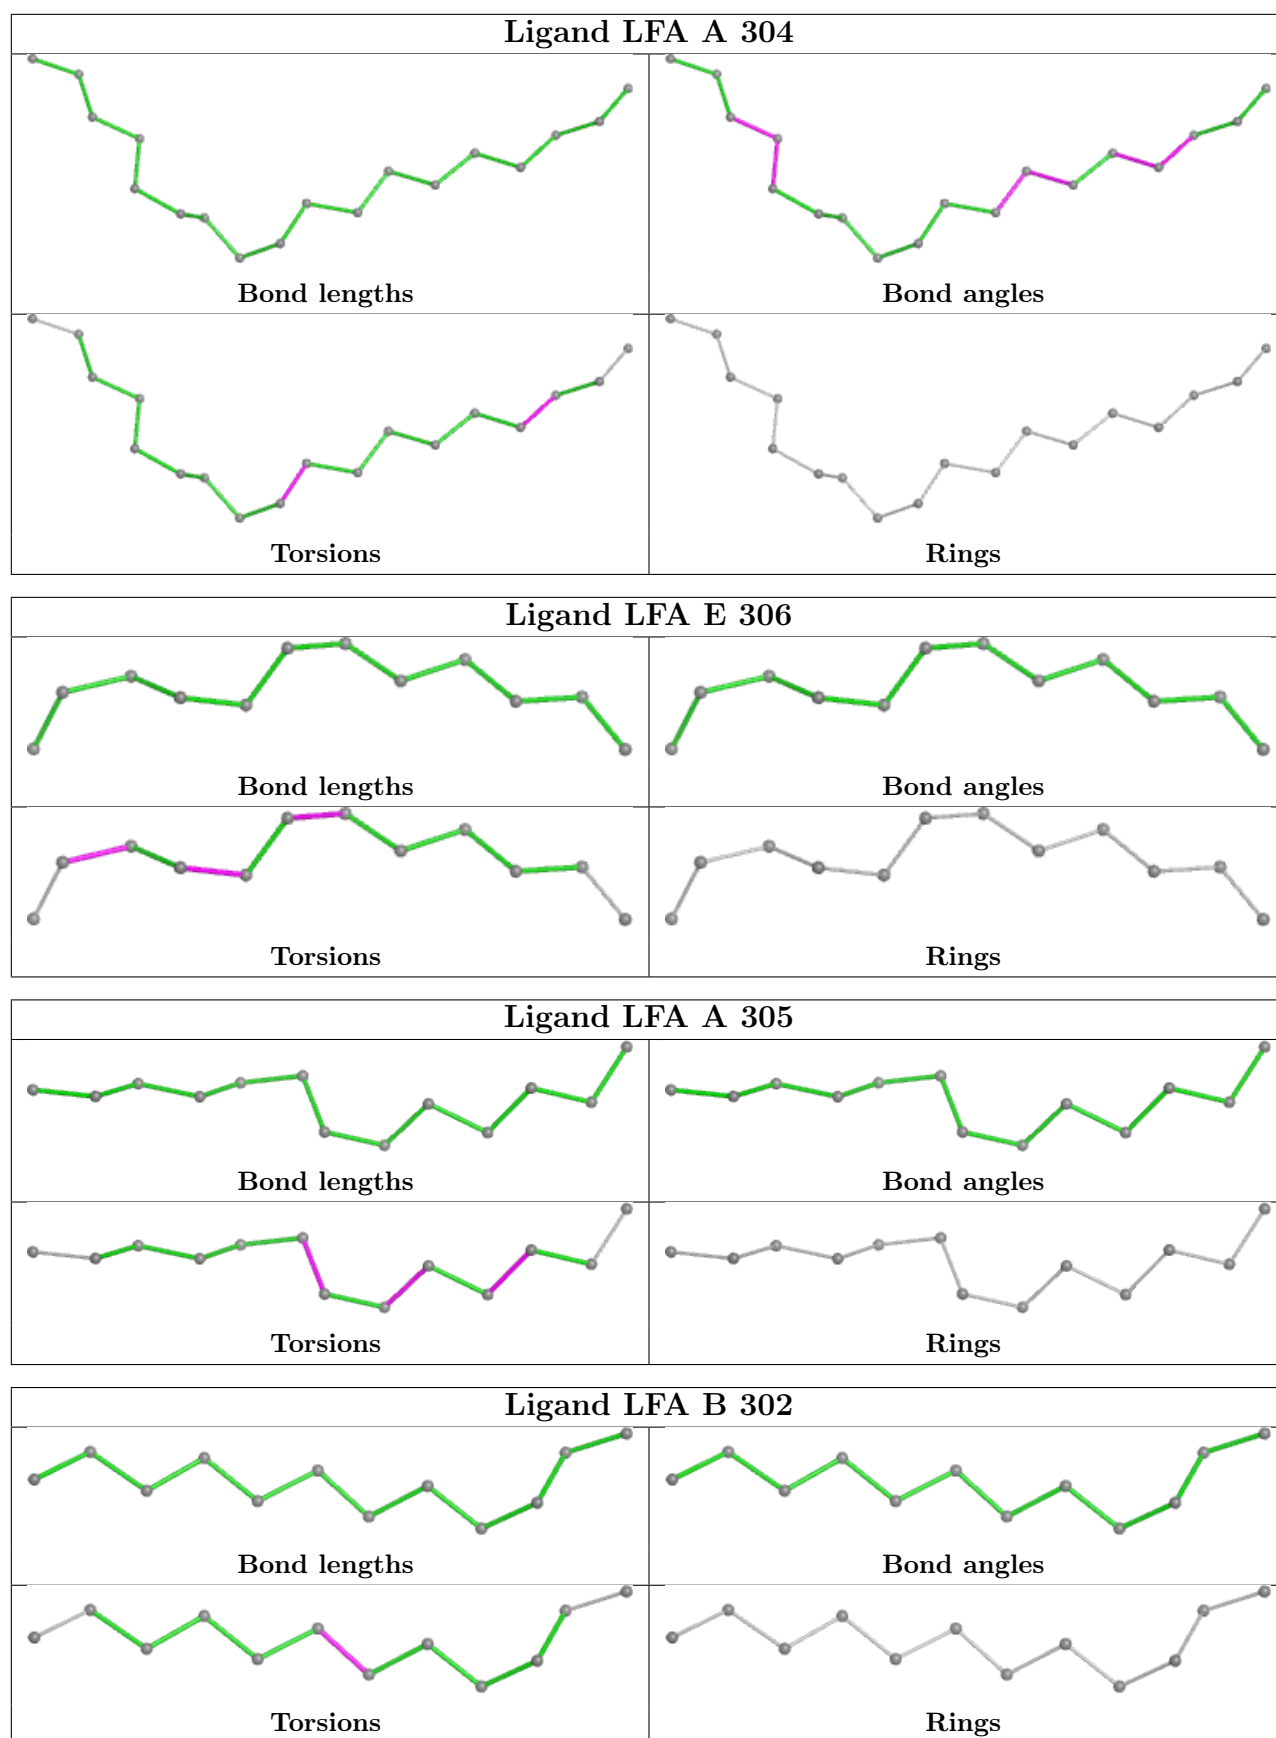 Ligand LFA A 304
Bond lengths
Bond angles
Torsions
Rings
Ligand LFA E 306
Bond lengths
Bond angles
Torsions
Rings
Ligand LFA A 305
Bond lengths
Bond angles
Torsions
Rings
Ligand LFA B 302
Bond lengths
Bond angles
Torsions
Rings